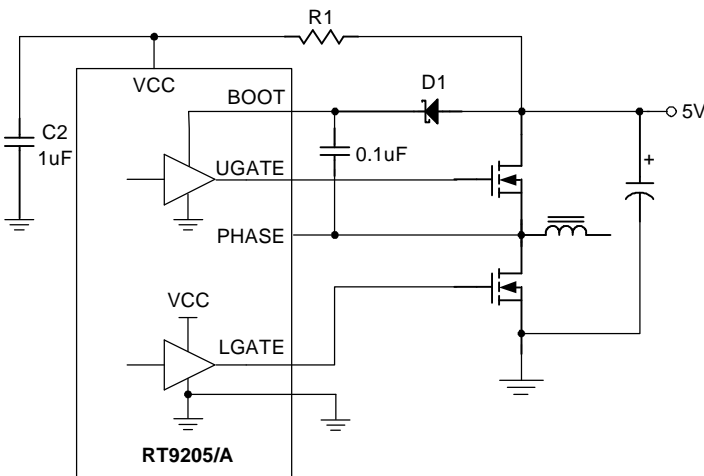 R1
VCC
BOOT
D1
5V
C2
1uF
0.1uF
+
UGATE
PHASE
VCC
LGATE
RT9205/A